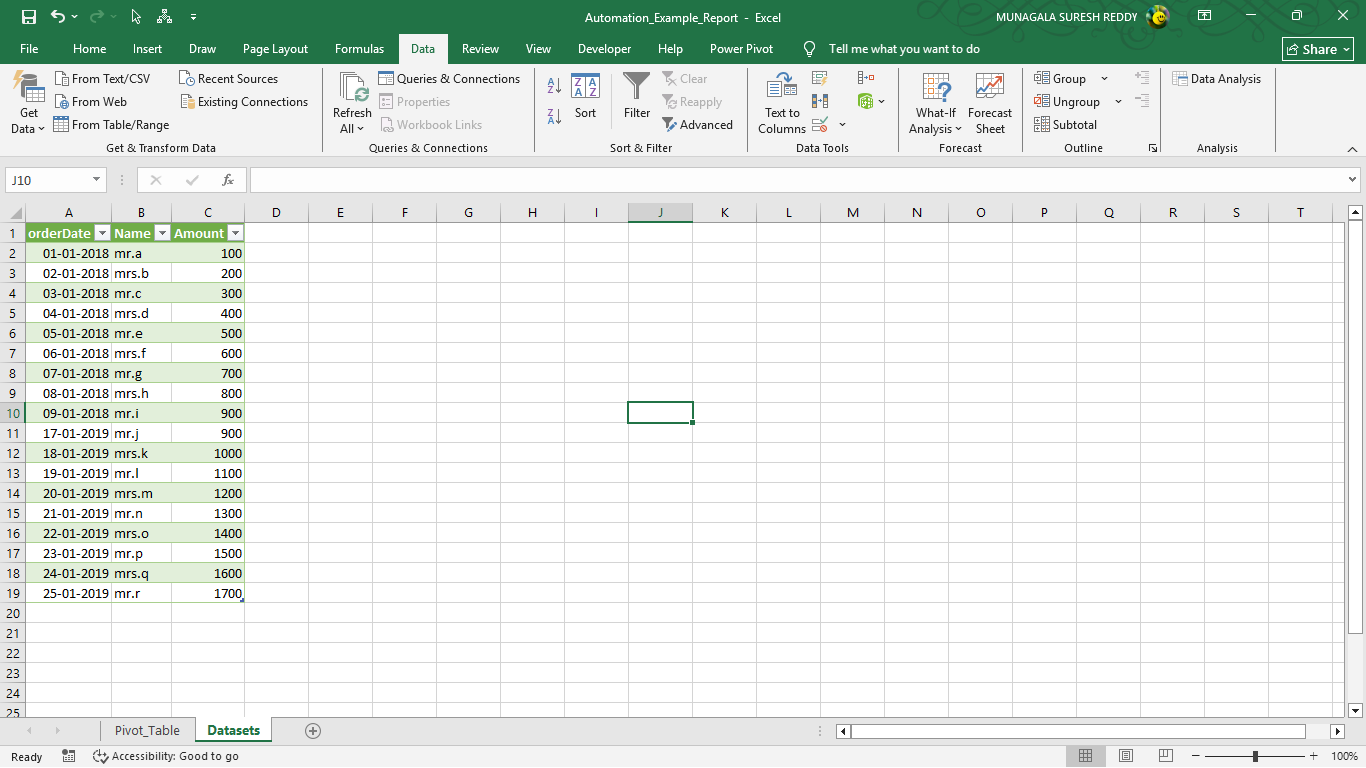 Automation_Example_Report - Excel
MUNAGALA SURESH REDDY
File Home Insert Draw Page Layout Formulas Data Review View Developer Help Power Pivot Tell me what you want to do
Share
Get Data
From Text/CSV
From Web
From Table/Range
Recent Sources
Existing Connections
Get & Transform Data
Refresh All
Queries & Connections
Properties
Workbook Links
Queries & Connections
Sort
Filter
Clear
Reapply
Advanced
Sort & Filter
Text to Columns
Data Tools
What-If Analysis
Forecast Sheet
Forecast
Group
Ungroup
Subtotal
Outline
Data Analysis
Analysis
J10
fx
A B C D E F G H I J K L M N O P Q R S T
1 orderDate Name Amount
2 01-01-2018 mr.a 100
3 02-01-2018 mrs.b 200
4 03-01-2018 mr.c 300
5 04-01-2018 mrs.d 400
6 05-01-2018 mr.e 500
7 06-01-2018 mrs.f 600
8 07-01-2018 mr.g 700
9 08-01-2018 mrs.h 800
10 09-01-2018 mr.i 900
11 17-01-2019 mr.j 900
12 18-01-2019 mrs.k 1000
13 19-01-2019 mr.l 1100
14 20-01-2019 mrs.m 1200
15 21-01-2019 mr.n 1300
16 22-01-2019 mrs.o 1400
17 23-01-2019 mr.p 1500
18 24-01-2019 mrs.q 1600
19 25-01-2019 mr.r 1700
20
21
22
23
24
25
Pivot_Table Datasets
Ready Accessibility: Good to go 100%